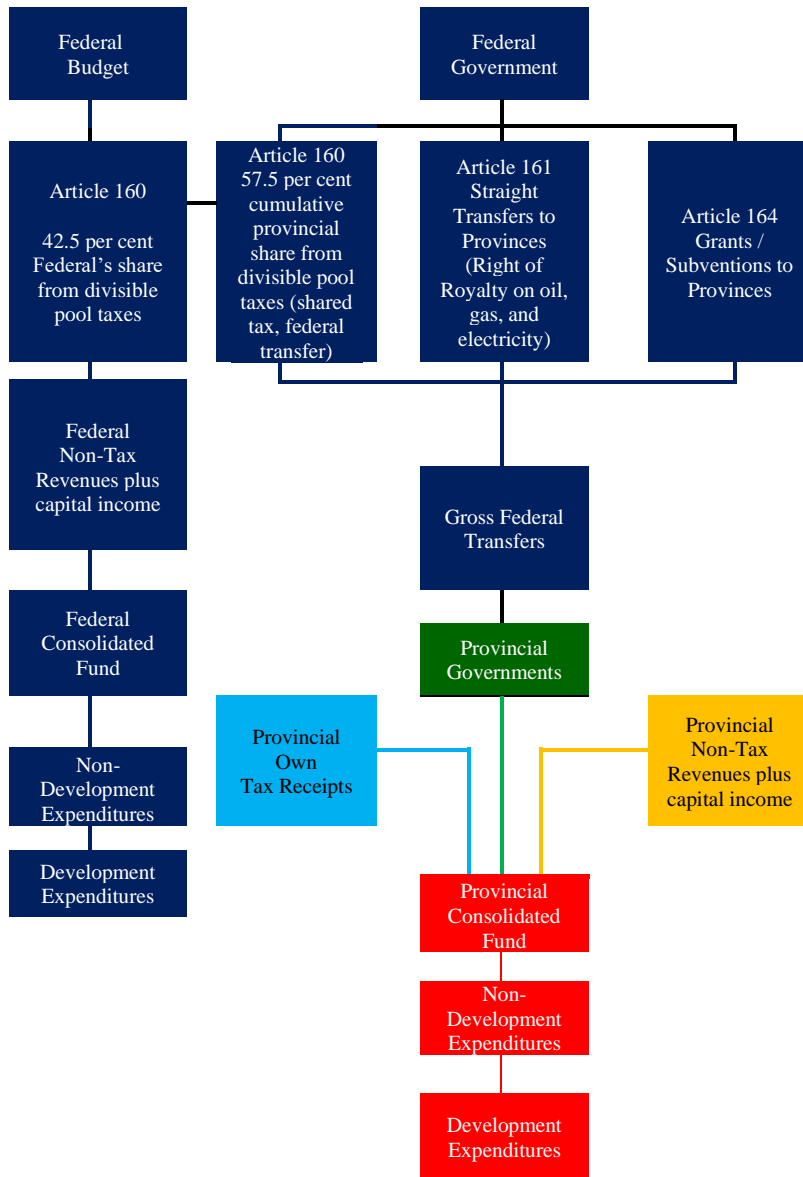 Federal
Budget
Federal
Government
Article 160
42.5 per cent
Federal's share
from divisible
pool taxes
Article 160
57.5 per cent
cumulative
provincial
share from
divisible pool
taxes (shared
tax, federal
transfer)
Article 161
Straight
Transfers to
Provinces
(Right of
Royalty on oil,
gas, and
electricity)
Article 164
Grants /
Subventions to
Provinces
Federal
Non-Tax
Revenues plus
capital income
Gross Federal
Transfers
Federal
Consolidated
Fund
Provincial
Governments
Provincial
Own
Tax Receipts
Provincial
Non-Tax
Revenues plus
capital income
Non-
Development
Expenditures
Development
Expenditures
Provincial
Consolidated
Fund
Non-
Development
Expenditures
Development
Expenditures